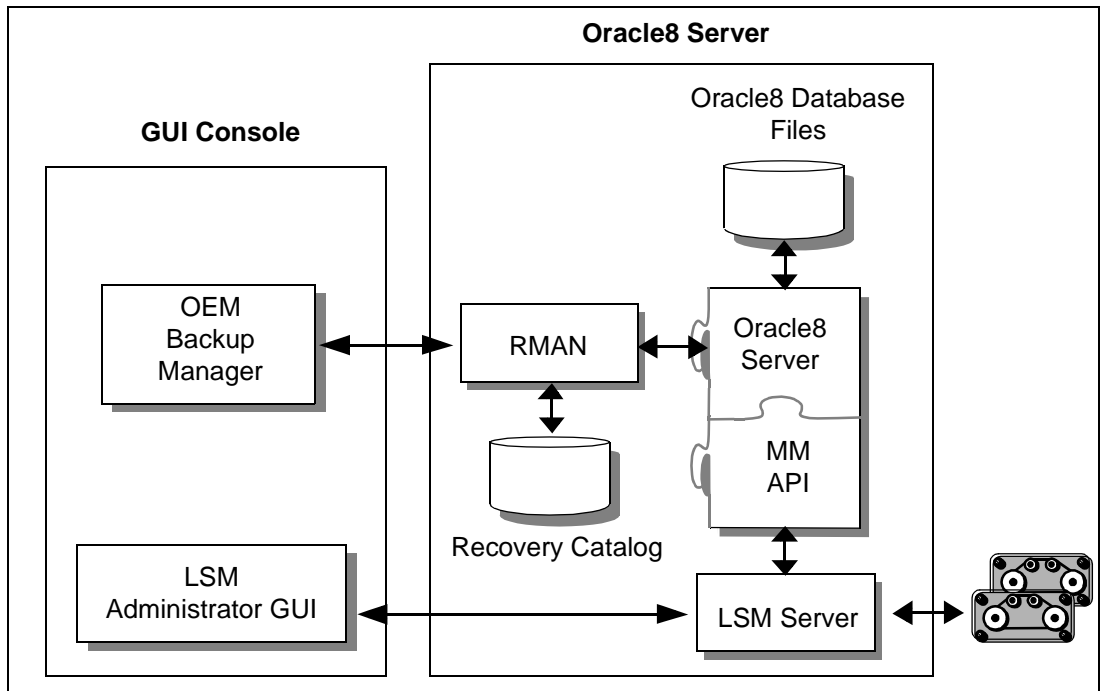 Oracle8 Server
GUI Console
Oracle8 Database
Files
OEM
Backup
Manager
RMAN
Oracle8
Server
MM
API
Recovery Catalog
LSM
Administrator GUI
LSM Server